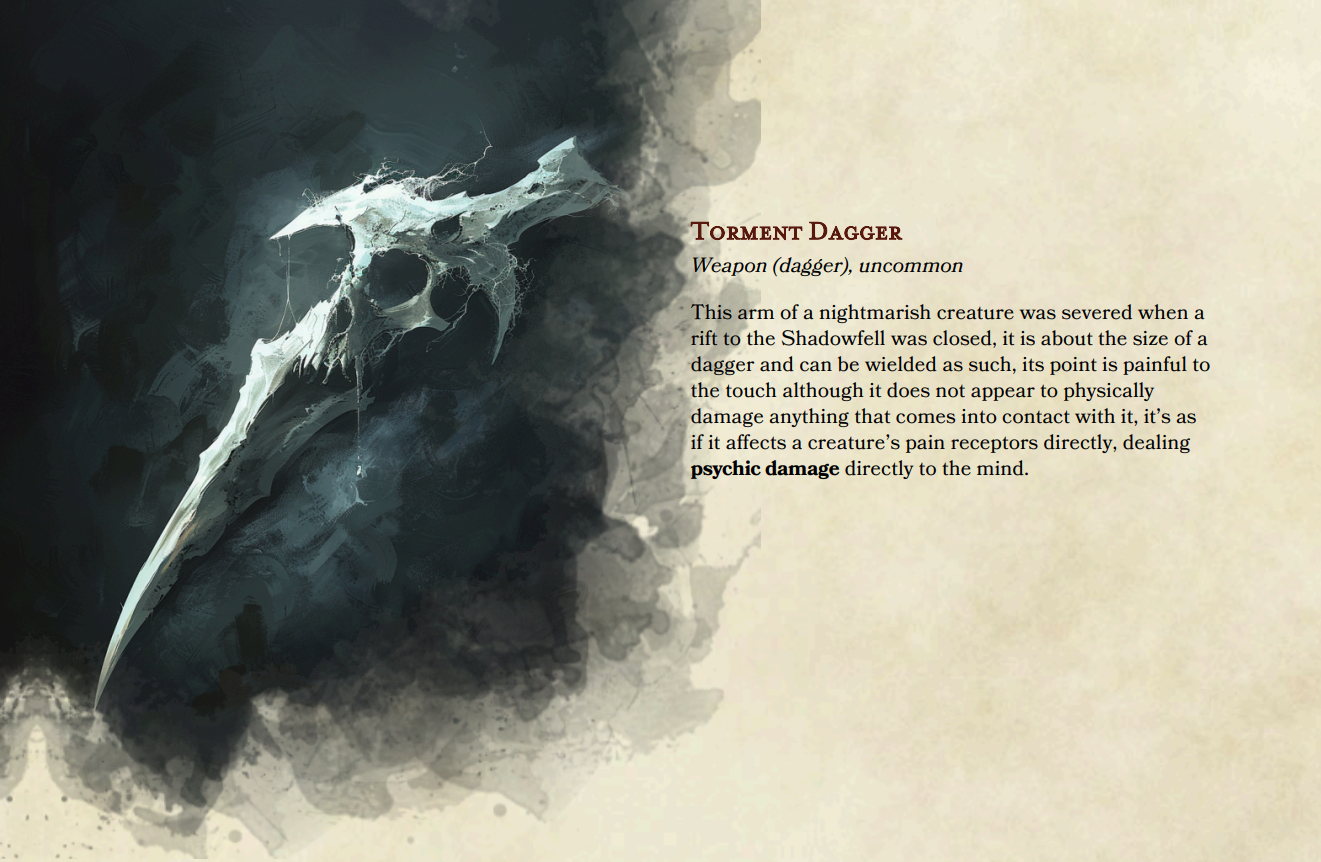 Torment Dagger
Weapon (dagger), uncommon
This arm of a nightmarish creature was severed when a
rift to the Shadowfell was closed, it is about the size of a
dagger and can be wielded as such, its point is painful to
the touch although it does not appear to physically
damage anything that comes into contact with it, it's as
if it affects a creature's pain receptors directly, dealing
psychic damage directly to the mind.